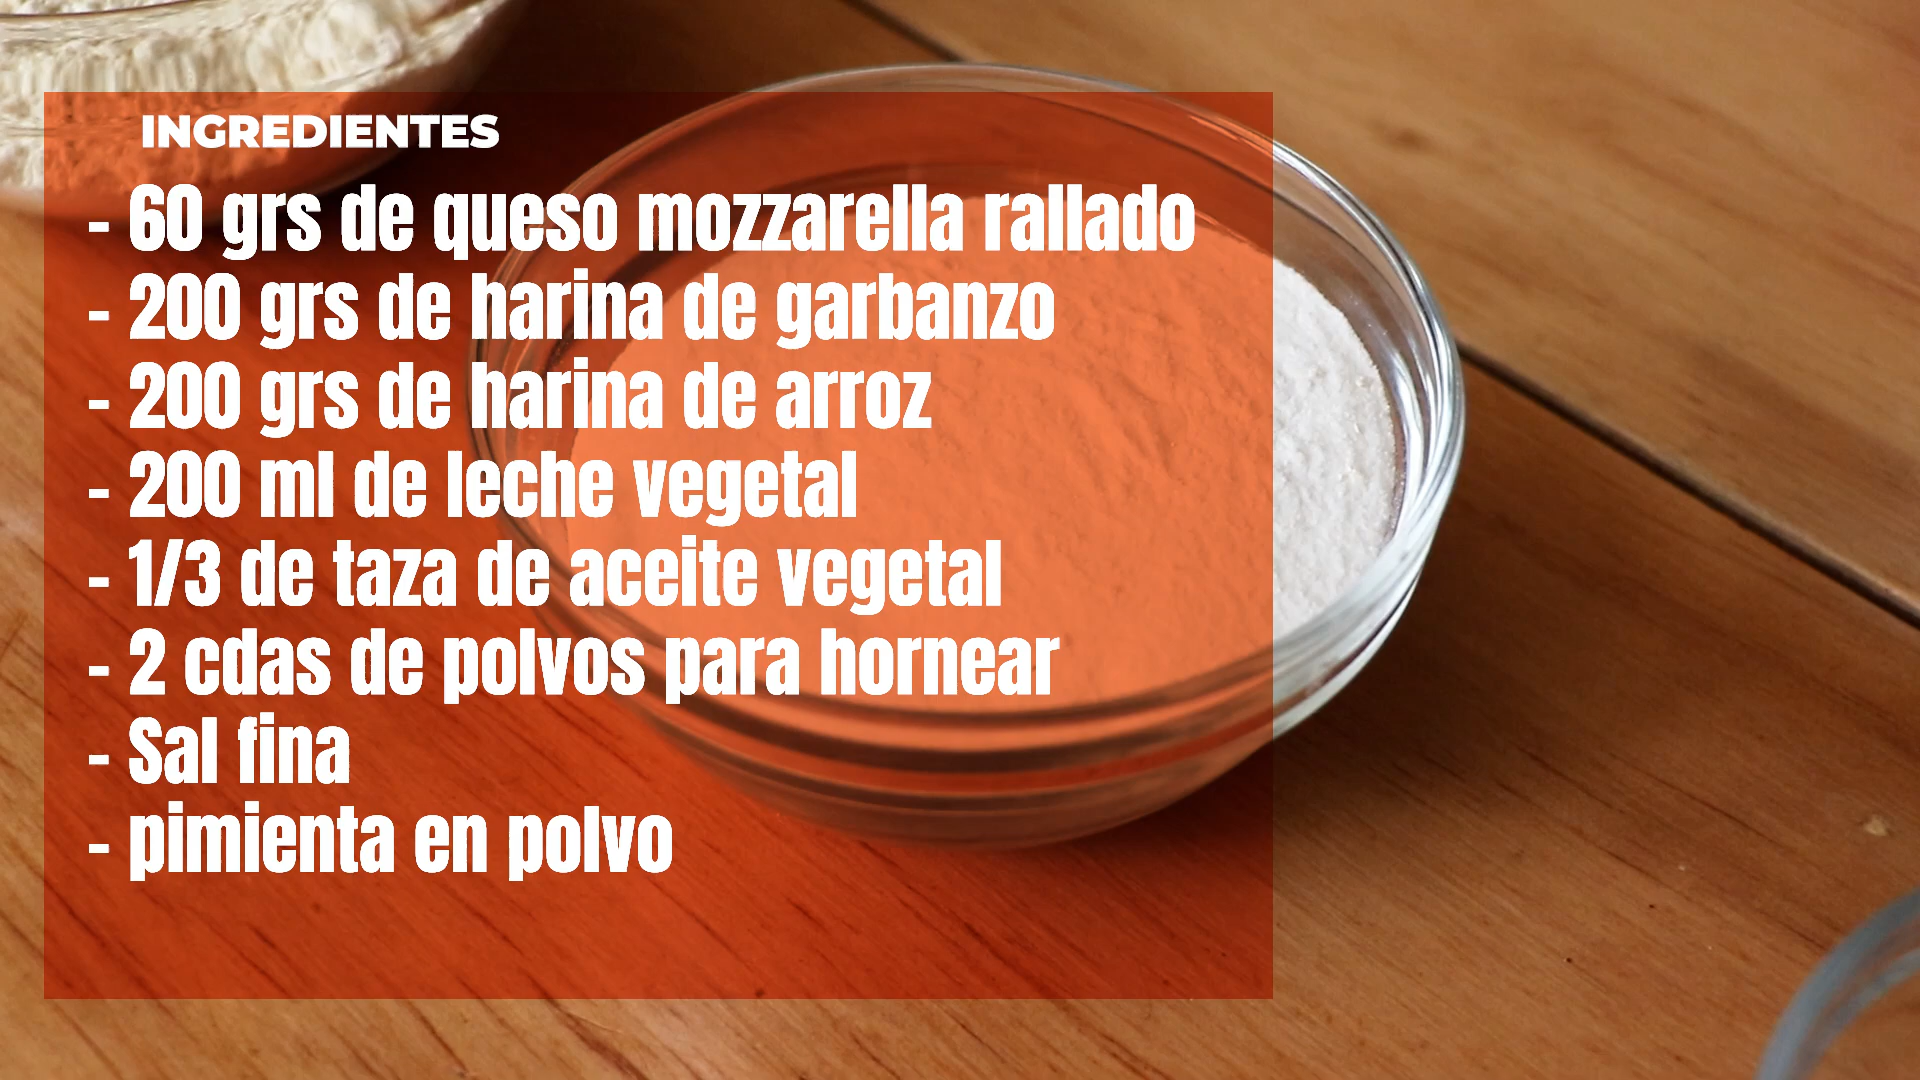 INGREDIENTES
- 60 grs de queso mozzarella rallado
- 200 grs de harina de garbanzo
- 200 grs de harina de arroz
- 200 ml de leche vegetal
- 1/3 de taza de aceite vegetal
- 2 cdas de polvos para hornear
- Sal fina
- pimienta en polvo